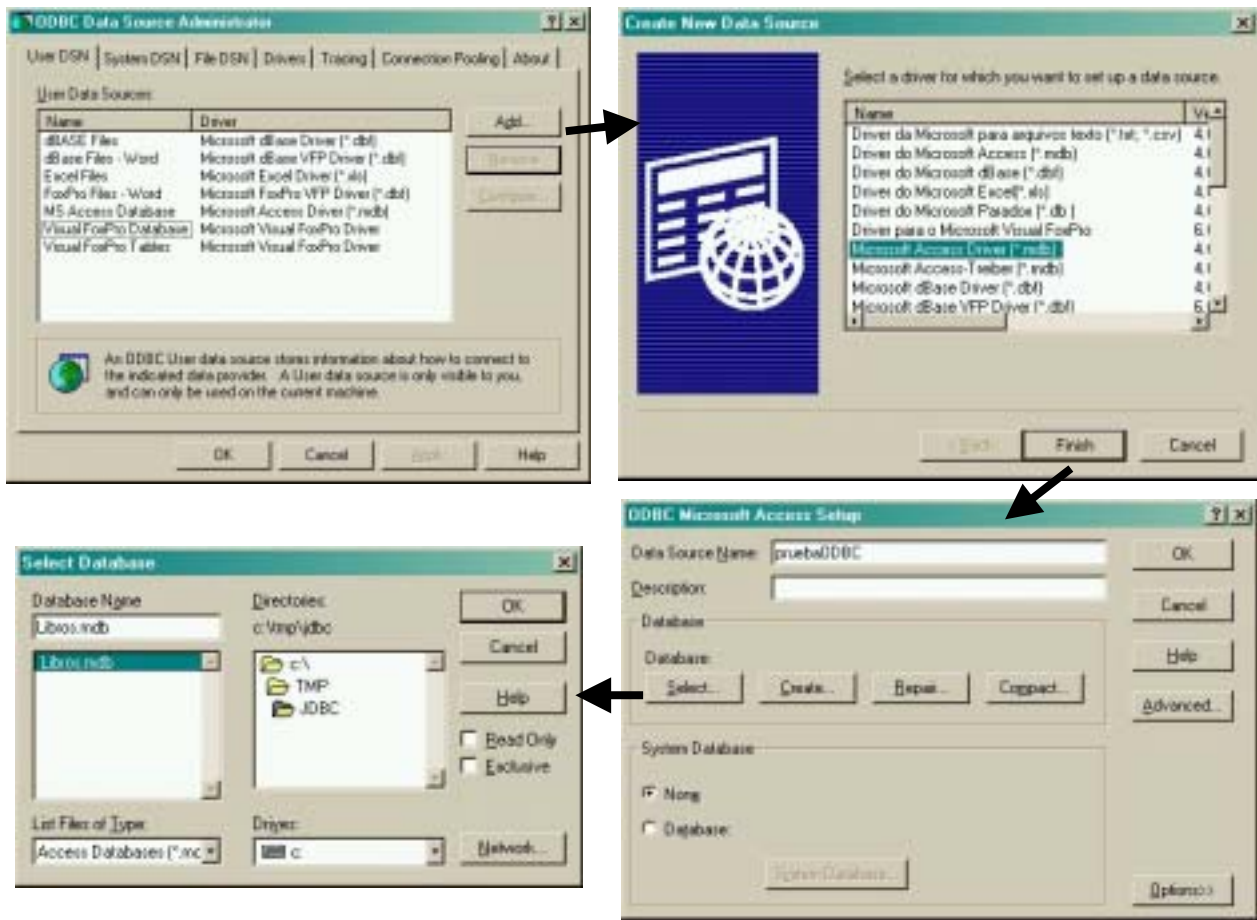 ODBC Data Source Administrator
User DSN System DSN File DSN Drivers Tracing Connection Pooling About
User Data Sources:
Name Driver
dBASE Files Microsoft dBase Driver (*.dbf)
dBase Files - Word Microsoft dBase VFP Driver (*.dbf)
Excel Files Microsoft Excel Driver (*.xls)
FoxPro Files - Word Microsoft FoxPro VFP Driver (*.dbf)
MS Access Database Microsoft Access Driver (*.mdb)
Visual FoxPro Database Microsoft Visual FoxPro Driver
Visual FoxPro Tables Microsoft Visual FoxPro Driver
Add...
Remove
Configure...
An ODBC User data source stores information about how to connect to
the indicated data provider. A User data source is only visible to you,
and can only be used on the current machine.
OK Cancel Apply Help
Create New Data Source
Select a driver for which you want to set up a data source.
Name
Driver da Microsoft para arquivos texto (*.txt; *.csv) 4.
Driver do Microsoft Access (*.mdb) 4.
Driver do Microsoft dBase (*.dbf) 4.
Driver do Microsoft Excel(*.xls) 4.
Driver do Microsoft Paradox (*.db ) 4.
Driver para o Microsoft Visual FoxPro 6.
Microsoft Access Driver (*.mdb) 4.
Microsoft Access-Treiber (*.mdb) 4.
Microsoft dBase Driver (*.dbf) 4.
Microsoft dBase VFP Driver (*.dbf) 6.
< Back Finish Cancel
ODBC Microsoft Access Setup
Data Source Name: pruebaODBC
Description:
Database
Database:
Select... Create... Repair... Compact...
System Database
None
Database:
System Database...
OK
Cancel
Help
Advanced...
Options>>
Select Database
Database Name
Libros.mdb
Libros.mdb
Directories:
c:\tmp\jdbc
c:\
TMP
JDBC
OK
Cancel
Help
Read Only
Exclusive
List Files of Type:
Access Databases (*.mc
Drives:
c:
Network...